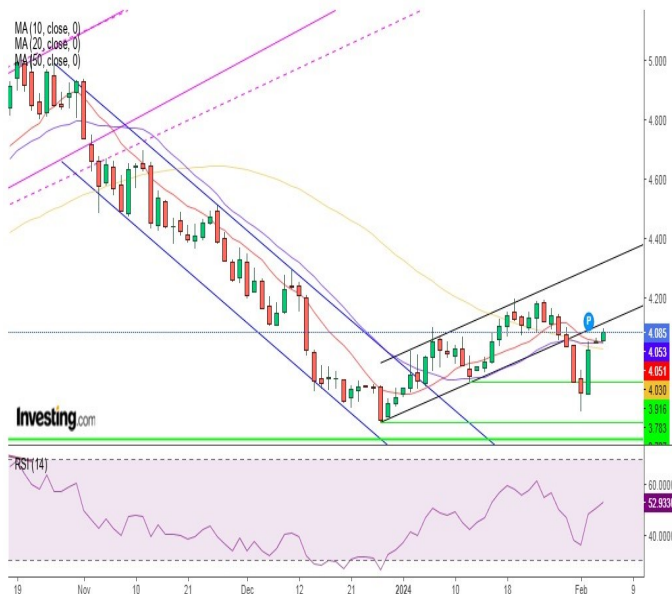 MA (10, close, 0)
MA (20, close, 0)
MA (50, close, 0)
5.000
4.800
4.600
4.400
4.200
P
4.085
4.053
4.051
4.030
3.916
3.783
Investing.com
RSI (14)
60.0000
52.9330
40.0000
19
Nov
10
21
Dec
12
21
2024
10
18
Feb
9